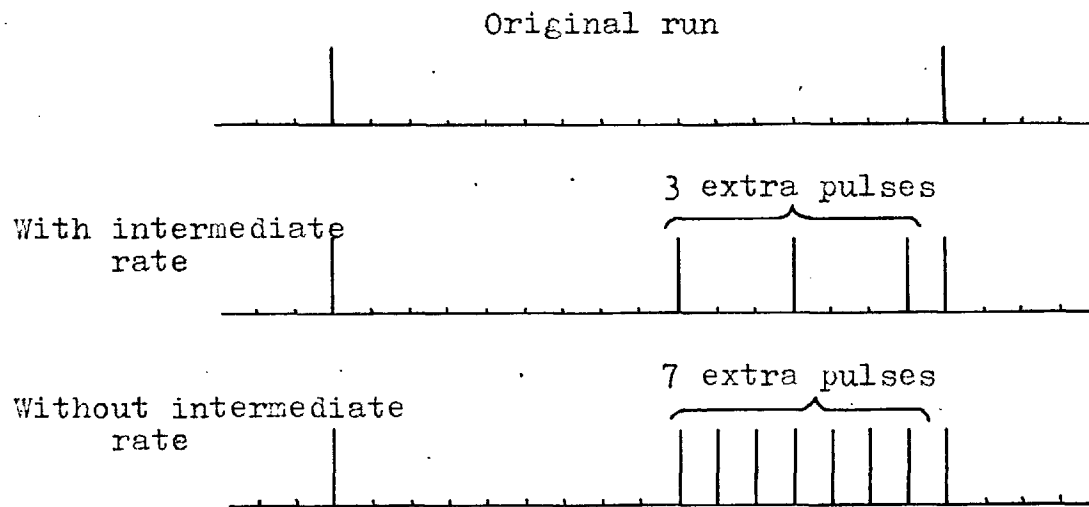 Original run
3 extra pulses
With intermediate
rate
7 extra pulses
Without intermediate
rate